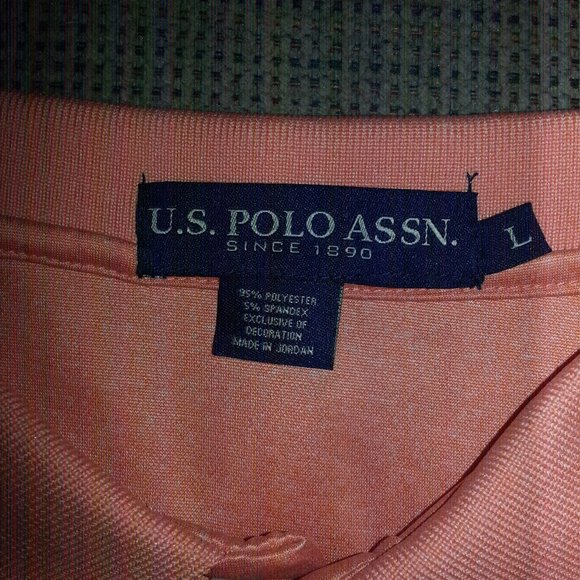 U.S. POLO ASSN.
SINCE 1890
L
95% POLYESTER
5% SPANDEX
EXCLUSIVE OF
DECORATION
MADE IN JORDAN